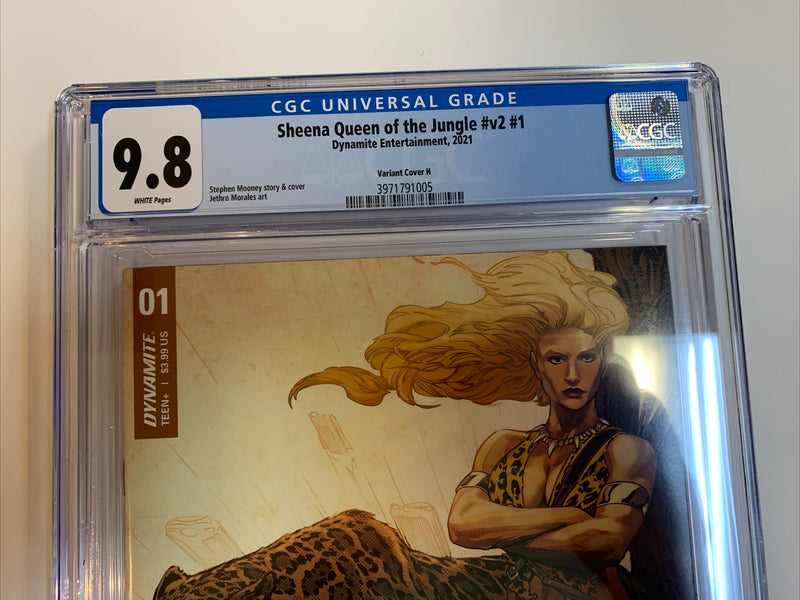 CGC UNIVERSAL GRADE
9.8
WHITE Pages
Sheena Queen of the Jungle #v2 #1
Dynamite Entertainment, 2021
Variant Cover H
3971791005
Stephen Mooney story & cover
Jethro Morales art
CGC
CGC
01
DYNAMITE
TEEN+ | $3.99 US